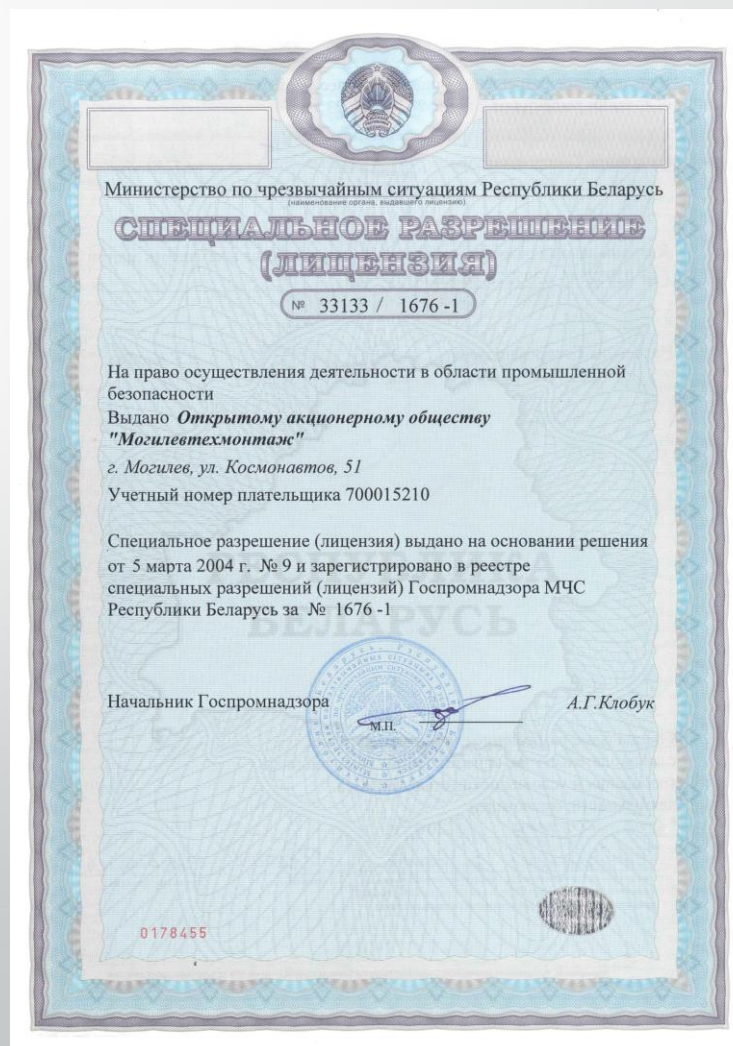 Министерство по чрезвычайным ситуациям Республики Беларусь
(наименование органа, выдавшего лицензию)
СПЕЦИАЛЬНОЕ РАЗРЕШЕНИЕ
(ЛИЦЕНЗИЯ)
№ 33133 / 1676 -1
На право осуществления деятельности в области промышленной
безопасности
Выдано Открытому акционерному обществу
"Могилевтехмонтаж"
г. Могилев, ул. Космонавтов, 51
Учетный номер плательщика 700015210
Специальное разрешение (лицензия) выдано на основании решения
от 5 марта 2004 г. № 9 и зарегистрировано в реестре
специальных разрешений (лицензий) Госпромнадзора МЧС
Республики Беларусь за № 1676 -1
РЕСПУБЛИКА
БЕЛАРУСЬ
Начальник Госпромнадзора А.Г.Клобук
М.П.
0178455